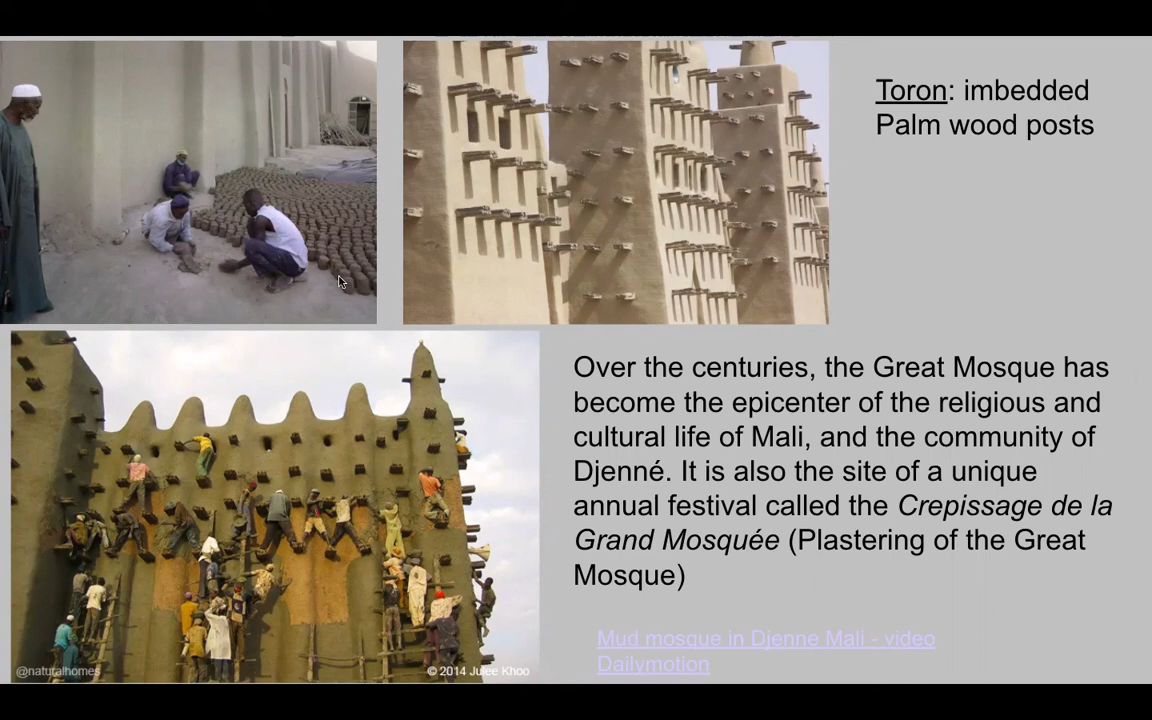 Toron: imbedded
Palm wood posts
Over the centuries, the Great Mosque has
become the epicenter of the religious and
cultural life of Mali, and the community of
Djenné. It is also the site of a unique
annual festival called the Crepissage de la
Grand Mosquée (Plastering of the Great
Mosque)
Mud mosque in Djenne Mali - video
Dailymotion
@naturalhomes
© 2014 Julee Khoo